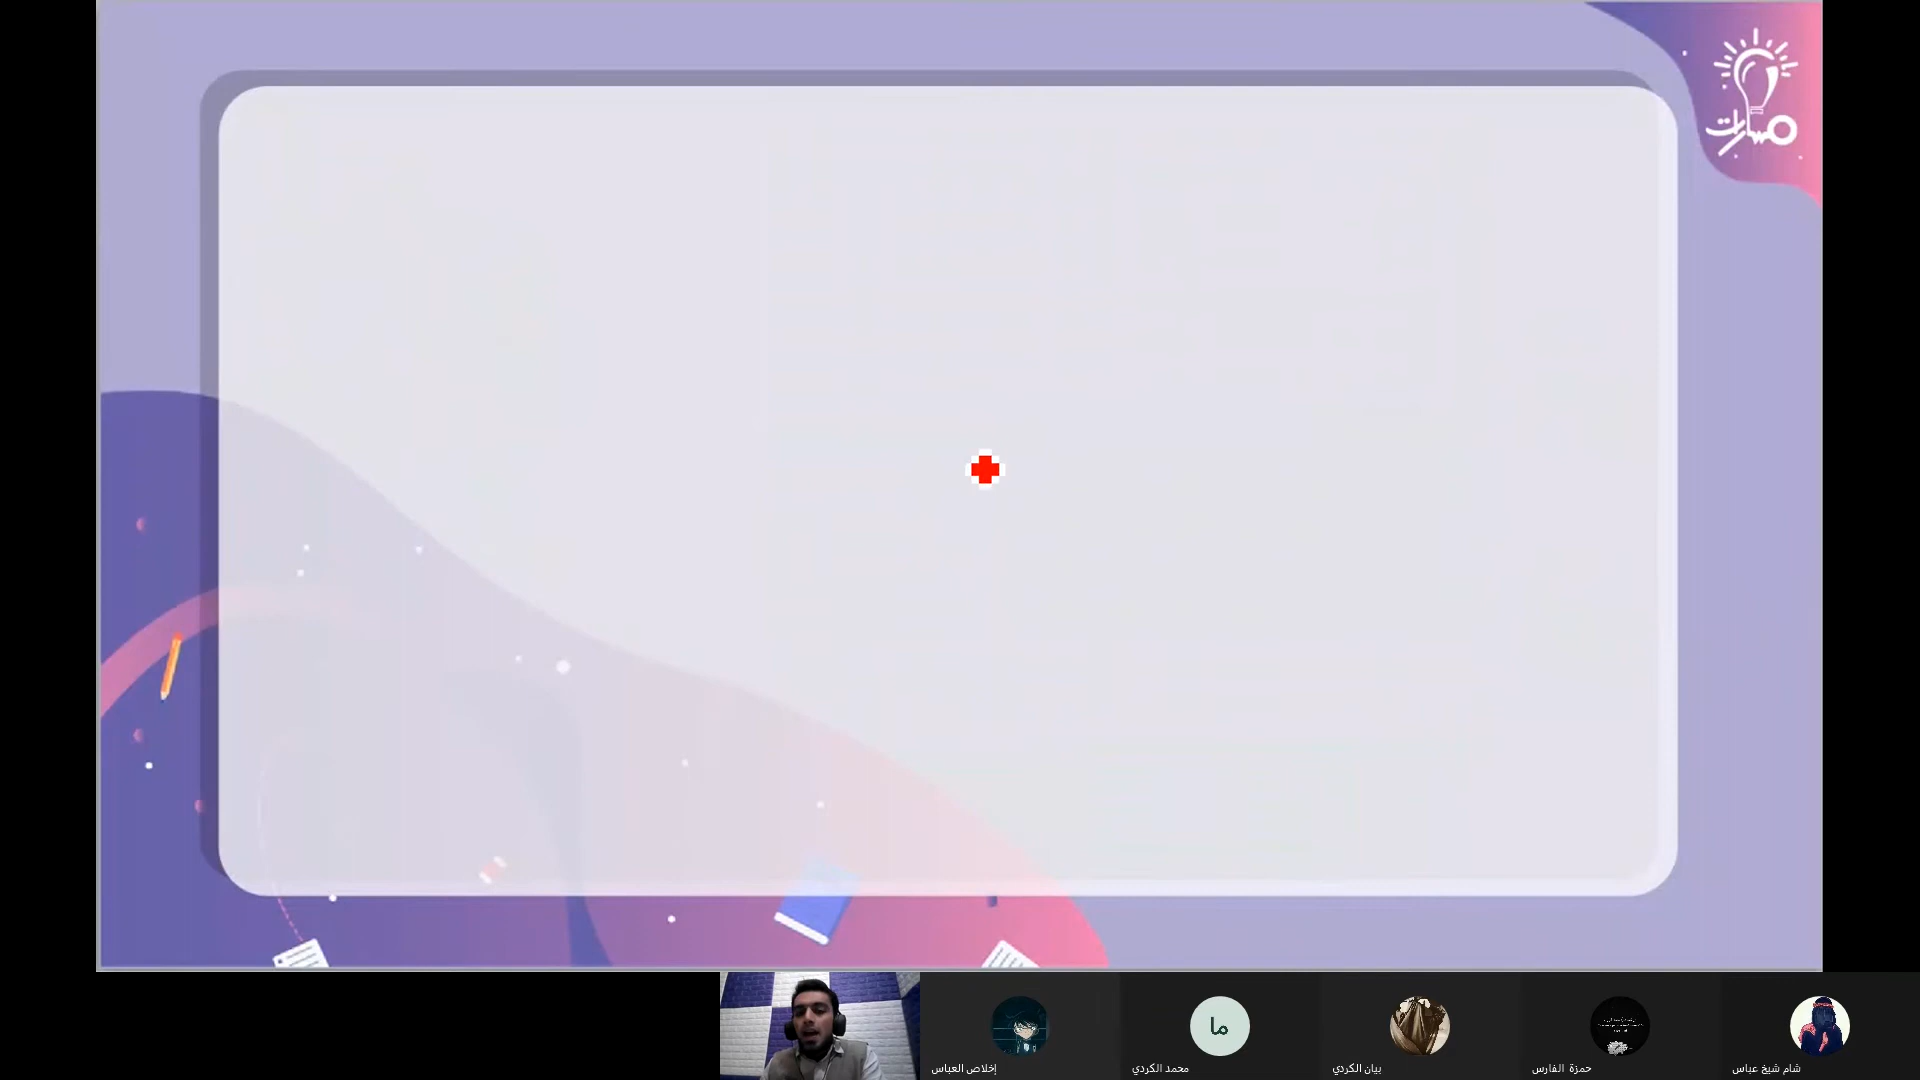 مسارات
إخلاص العباس
ما
محمد الكردي
بيان الكردي
حمزة الفارس
شام شيخ عباس